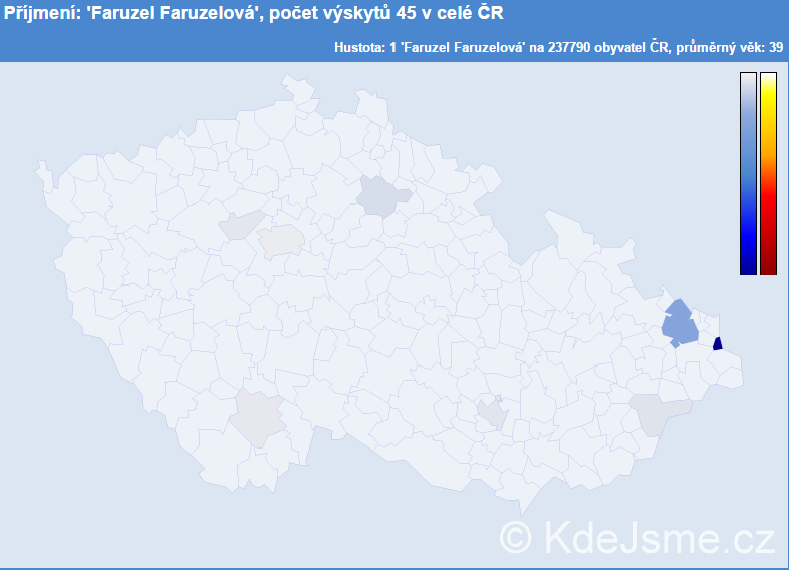 Příjmení: 'Faruzel Faruzelová', počet výskytů 45 v celé ČR
Hustota: 1 'Faruzel Faruzelová' na 237790 obyvatel ČR, průměrný věk: 39
© KdeJsme.cz